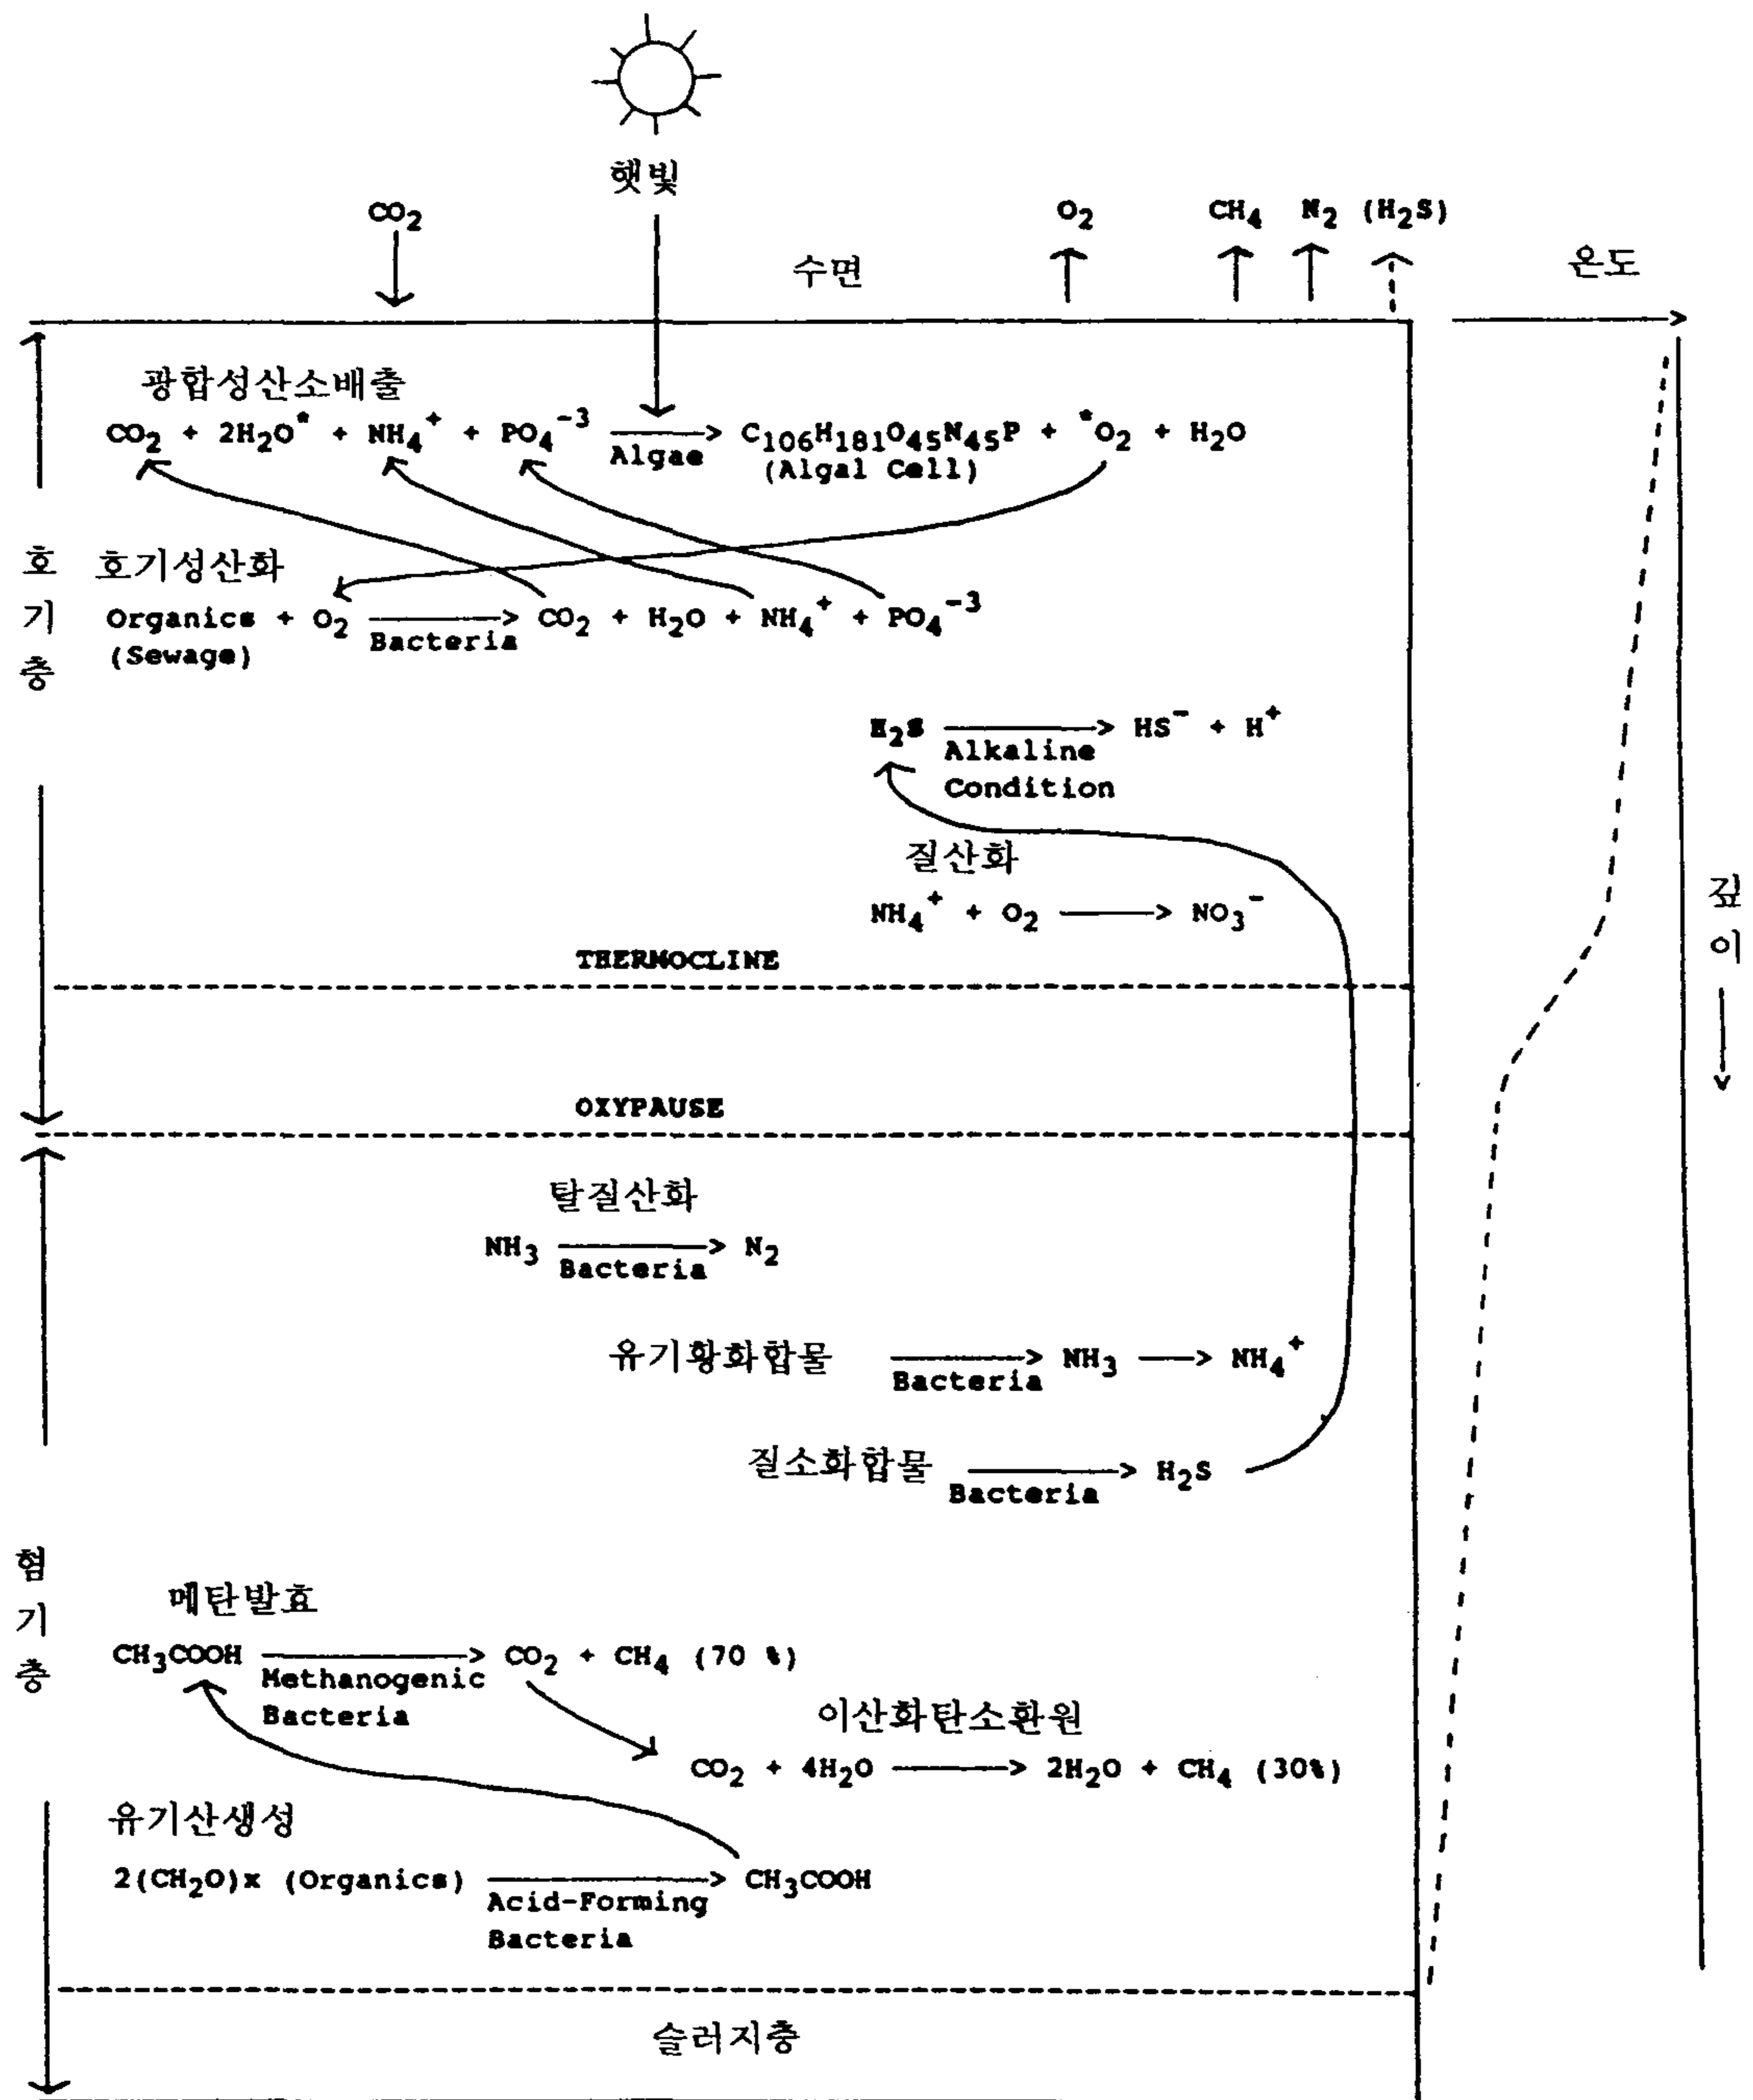 햇빛
CO₂
O₂ CH₄ N₂ (H₂S)
수면
온도
광합성산소배출
CO₂ + 2H₂O* + NH₄⁺ + PO₄⁻³ ⟶ C₁₀₆H₁₈₁O₄₅N₄₅P + *O₂ + H₂O
Algae (Algal Cell)
호기층
호기성산화
Organics + O₂ ⟶ CO₂ + H₂O + NH₄⁺ + PO₄⁻³
(Sewage) Bacteria
H₂S ⟶ HS⁻ + H⁺
Alkaline
Condition
질산화
NH₄⁺ + O₂ ⟶ NO₃⁻
깊이
THERMOCLINE
OXYPAUSE
탈질산화
NH₃ ⟶ N₂
Bacteria
유기황화합물 ⟶ NH₃ ⟶ NH₄⁺
Bacteria
질소화합물 ⟶ H₂S
Bacteria
혐기층
메탄발효
CH₃COOH ⟶ CO₂ + CH₄ (70 %)
Methanogenic
Bacteria
이산화탄소환원
CO₂ + 4H₂O ⟶ 2H₂O + CH₄ (30%)
유기산생성
2(CH₂O)x (Organics) ⟶ CH₃COOH
Acid-Forming
Bacteria
슬러지층